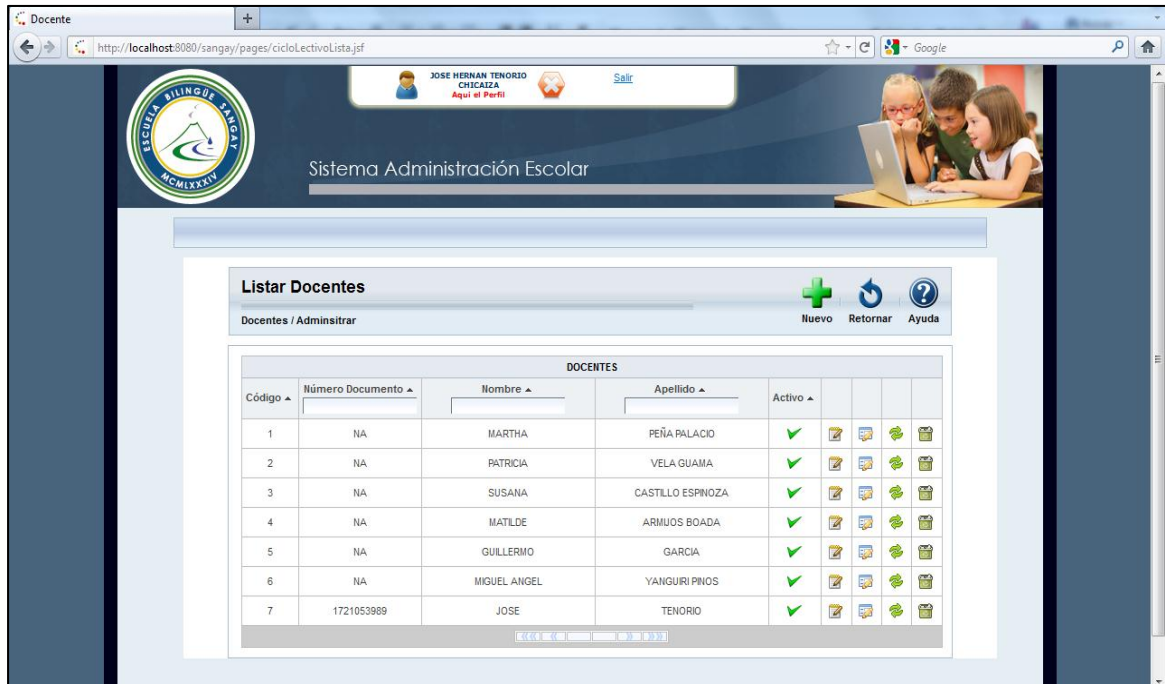 Docente
http://localhost:8080/sangay/pages/cicloLectivoLista.jsf
Google
ESCUELA BILINGÜE SANGAY
MCMLXXXIV
JOSE HERNAN TENORIO
CHICAIZA
Aqui el Perfil
Salir
Sistema Administración Escolar
Listar Docentes
Docentes / Adminsitrar
Nuevo Retornar Ayuda
DOCENTES
Código Número Documento Nombre Apellido Activo
1 NA MARTHA PEÑA PALACIO
2 NA PATRICIA VELA GUAMA
3 NA SUSANA CASTILLO ESPINOZA
4 NA MATILDE ARMUOS BOADA
5 NA GUILLERMO GARCIA
6 NA MIGUEL ANGEL YANGUIRI PINOS
7 1721053989 JOSE TENORIO